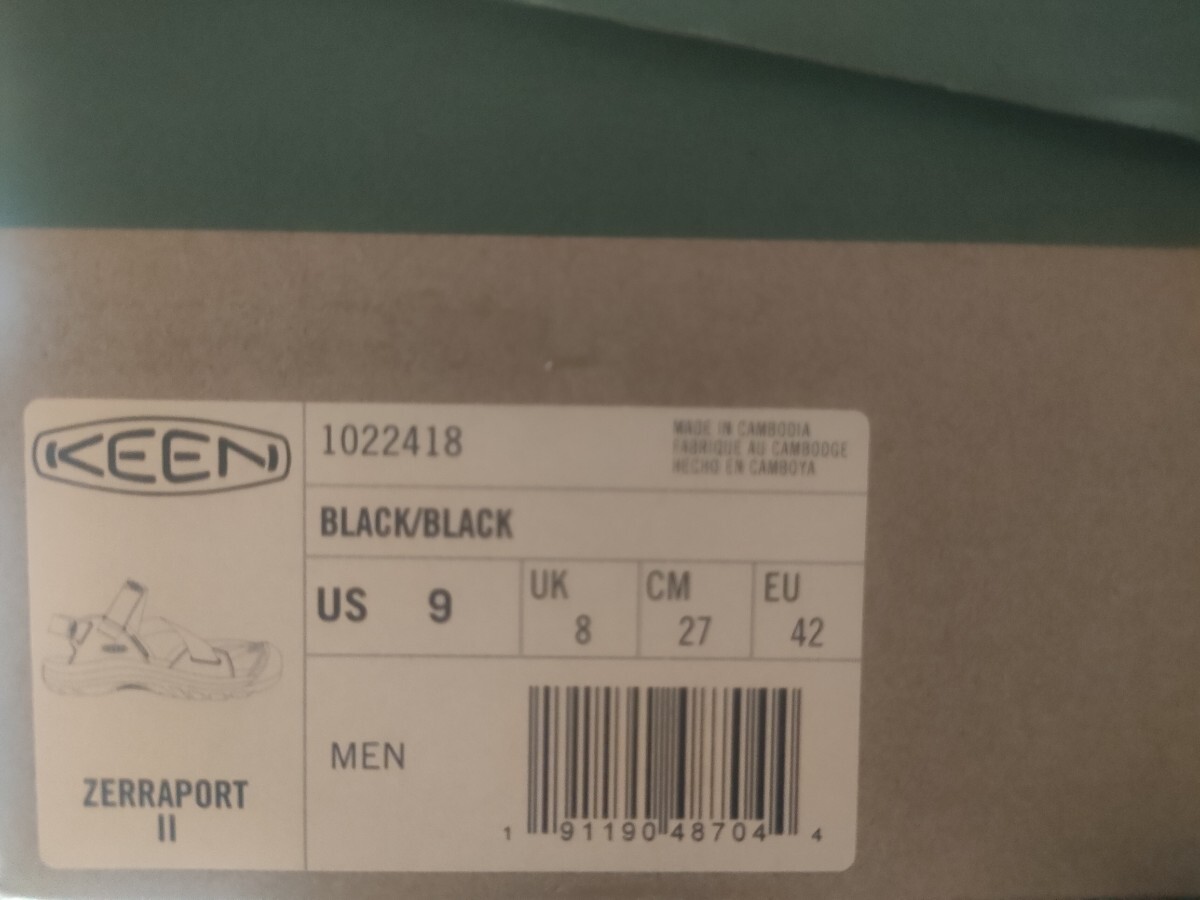 KEEN
1022418
MADE IN CAMBODIA
FABRIQUE AU CAMBODGE
HECHO EN CAMBOYA
BLACK/BLACK
US 9
UK 8
CM 27
EU 42
MEN
ZERRAPORT
II
1 91190 48704 4